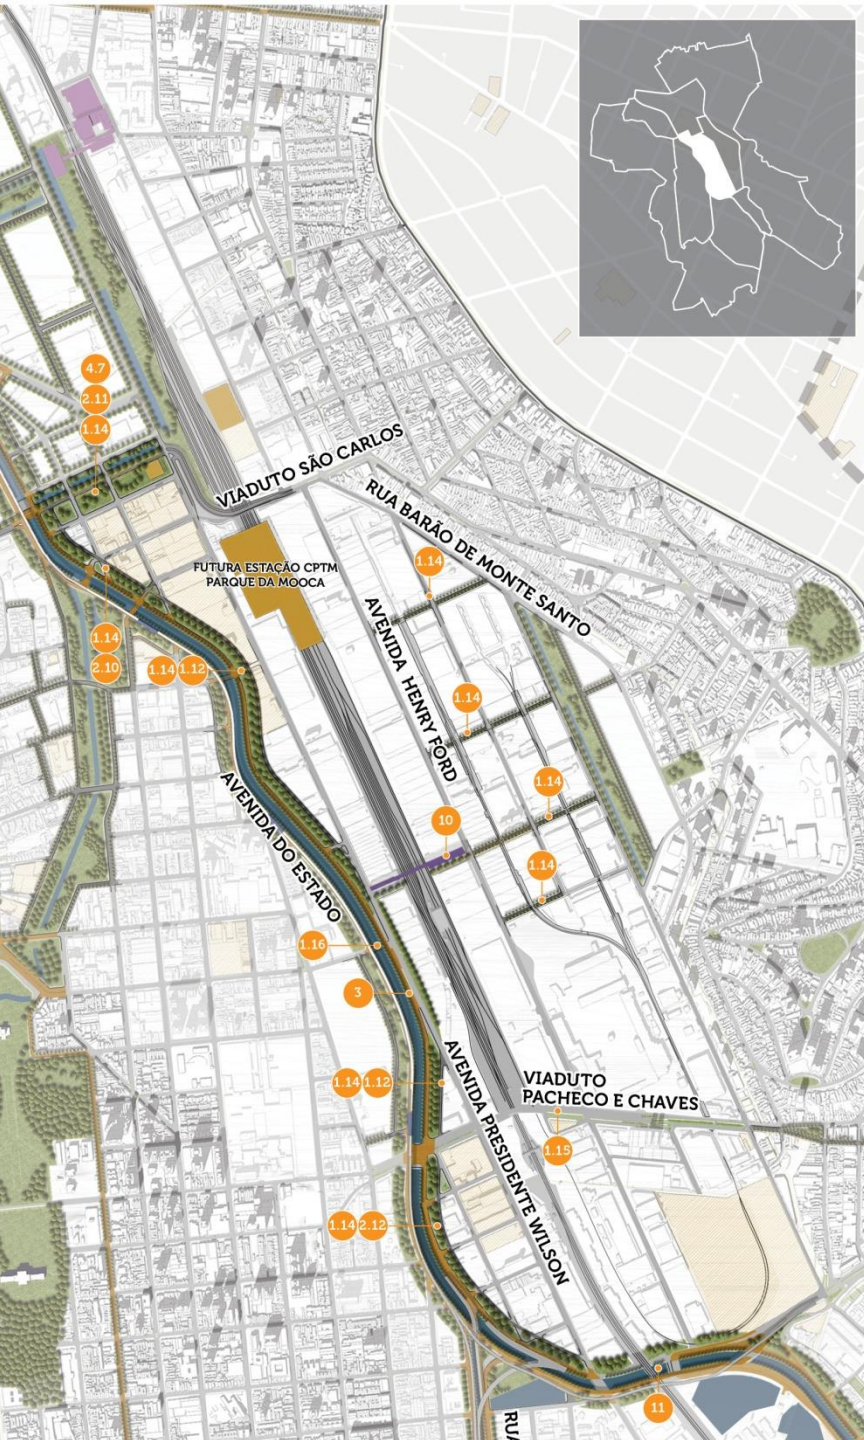 4.7
2.11
1.14
VIADUTO SÃO CARLOS
RUA BARÃO DE MONTE SANTO
FUTURA ESTAÇÃO CPTM
PARQUE DA MOOCA
1.14
AVENIDA HENRY FORD
1.14
2.10
1.14 1.12
1.14
AVENIDA DO ESTADO
1.14
10
1.14
1.16
3
AVENIDA PRESIDENTE WILSON
1.14 1.12
VIADUTO
PACHECO E CHAVES
1.15
1.14 2.12
11
RUA